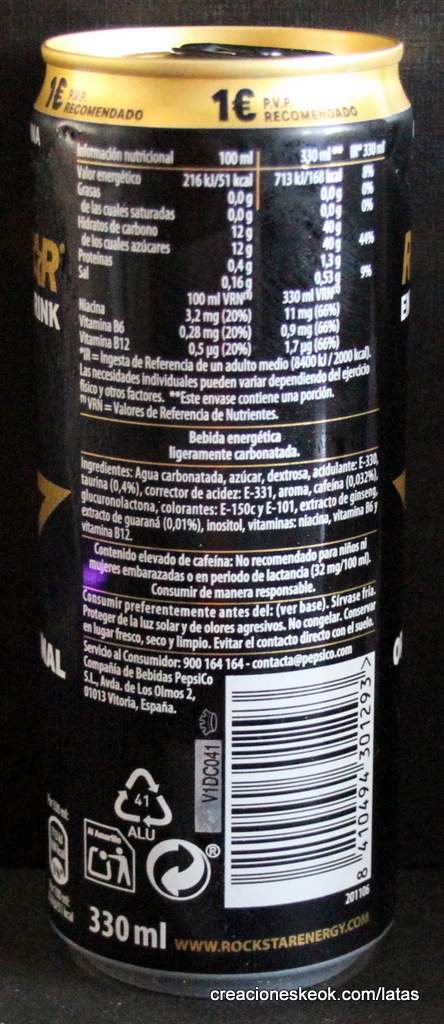 1€ P.V.P. RECOMENDADO
1€ P.V.P. RECOMENDADO
Información nutricional 100 ml 330 ml** IR* 330 ml
Valor energético 216 kJ/51 kcal 713 kJ/168 kcal 8%
Grasas 0,0 g 0,0 g 0%
de las cuales saturadas 0,0 g 0,0 g 0%
Hidratos de carbono 12 g 40 g
de los cuales azúcares 12 g 40 g 44%
Proteínas 0,4 g 1,3 g
Sal 0,16 g 0,53 g 9%
100 ml VRN(1) 330 ml VRN(1)
Niacina 3,2 mg (20%) 11 mg (66%)
Vitamina B6 0,28 mg (20%) 0,9 mg (66%)
Vitamina B12 0,5 µg (20%) 1,7 µg (66%)
*IR = Ingesta de Referencia de un adulto medio (8400 kJ / 2000 kcal).
Las necesidades individuales pueden variar dependiendo del ejercicio
físico y otros factores. **Este envase contiene una porción.
(1) VRN = Valores de Referencia de Nutrientes.
Bebida energética
ligeramente carbonatada.
Ingredientes: Agua carbonatada, azúcar, dextrosa, acidulante: E-330,
taurina (0,4%), corrector de acidez: E-331, aroma, cafeína (0,032%),
glucuronolactona, colorantes: E-150c y E-101, extracto de ginseng,
extracto de guaraná (0,01%), inositol, vitaminas: niacina, vitamina B6 y
vitamina B12.
Contenido elevado de cafeína: No recomendado para niños ni
mujeres embarazadas o en periodo de lactancia (32 mg/100 ml).
Consumir de manera responsable.
Consumir preferentemente antes del: (ver base). Sírvase fría.
Proteger de la luz solar y de olores agresivos. No congelar. Conservar
en lugar fresco, seco y limpio. Evitar el contacto directo con el suelo.
Servicio al Consumidor: 900 164 164 - contacta@pepsico.com
Compañía de Bebidas PepsiCo
S.L., Avda. de Los Olmos 2,
01013 Vitoria, España.
V1DC041
8 410494 301293 >
201106
41
ALU
Al Amarillo
®
330 ml
WWW.ROCKSTARENERGY.COM
creacioneskeok.com/latas